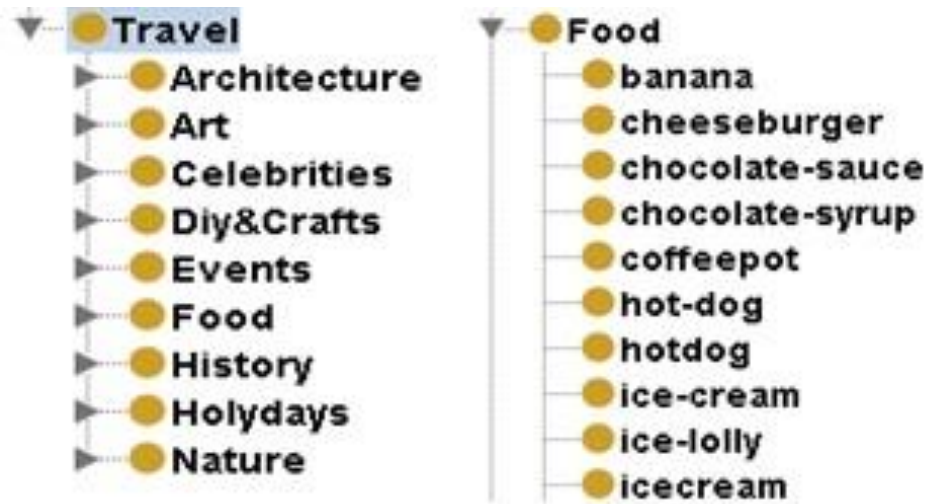 Travel
Architecture
Art
Celebrities
Diy&Crafts
Events
Food
History
Holydays
Nature
Food
banana
cheeseburger
chocolate-sauce
chocolate-syrup
coffeepot
hot-dog
hotdog
ice-cream
ice-lolly
icecream